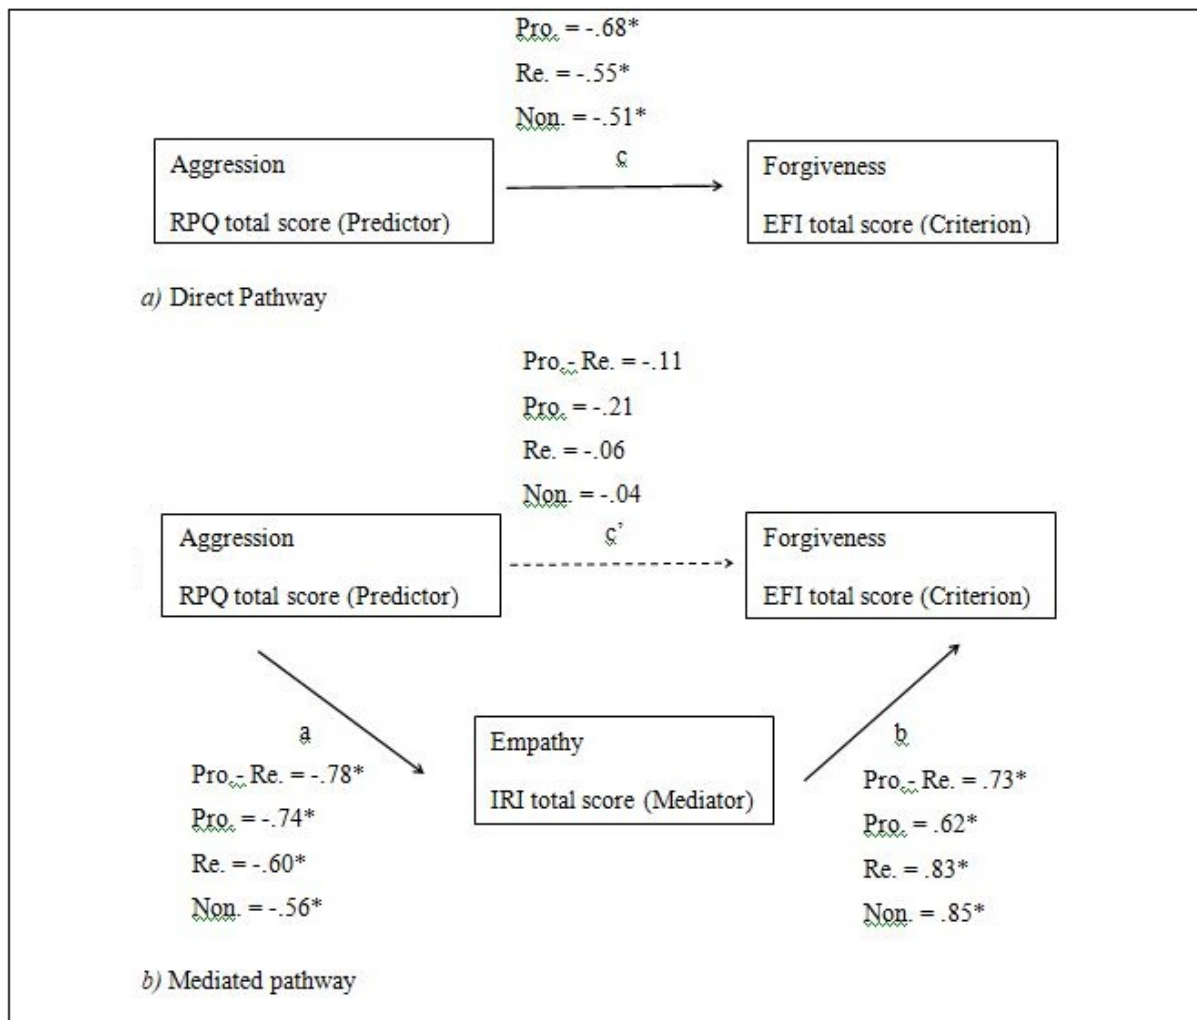 Pro. = -.68*
Re. = -.55*
Non. = -.51*
c
Aggression
RPQ total score (Predictor)
Forgiveness
EFI total score (Criterion)
a) Direct Pathway
Pro.- Re. = -.11
Pro. = -.21
Re. = -.06
Non. = -.04
c’
Aggression
RPQ total score (Predictor)
Forgiveness
EFI total score (Criterion)
a
Pro.- Re. = -.78*
Pro. = -.74*
Re. = -.60*
Non. = -.56*
Empathy
IRI total score (Mediator)
b
Pro.- Re. = .73*
Pro. = .62*
Re. = .83*
Non. = .85*
b) Mediated pathway